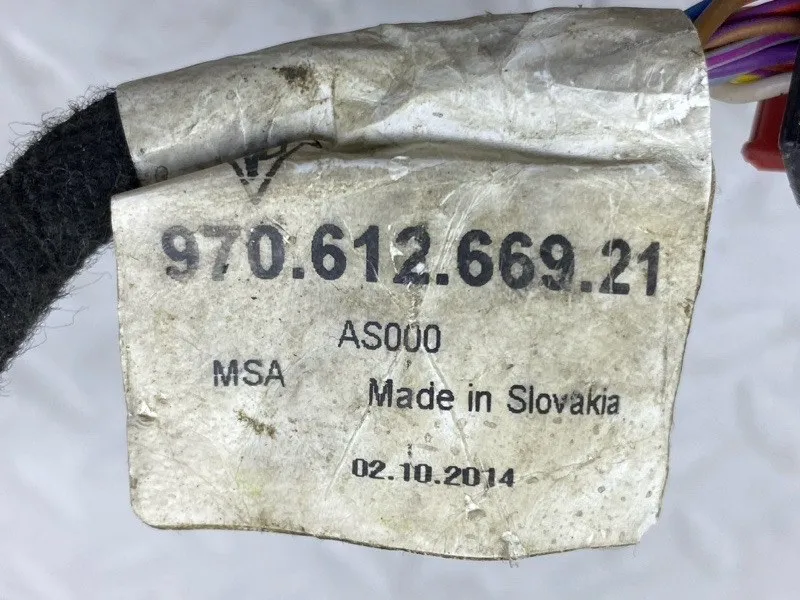 970.612.669.21
AS000
MSA
Made in Slovakia
02.10.2014